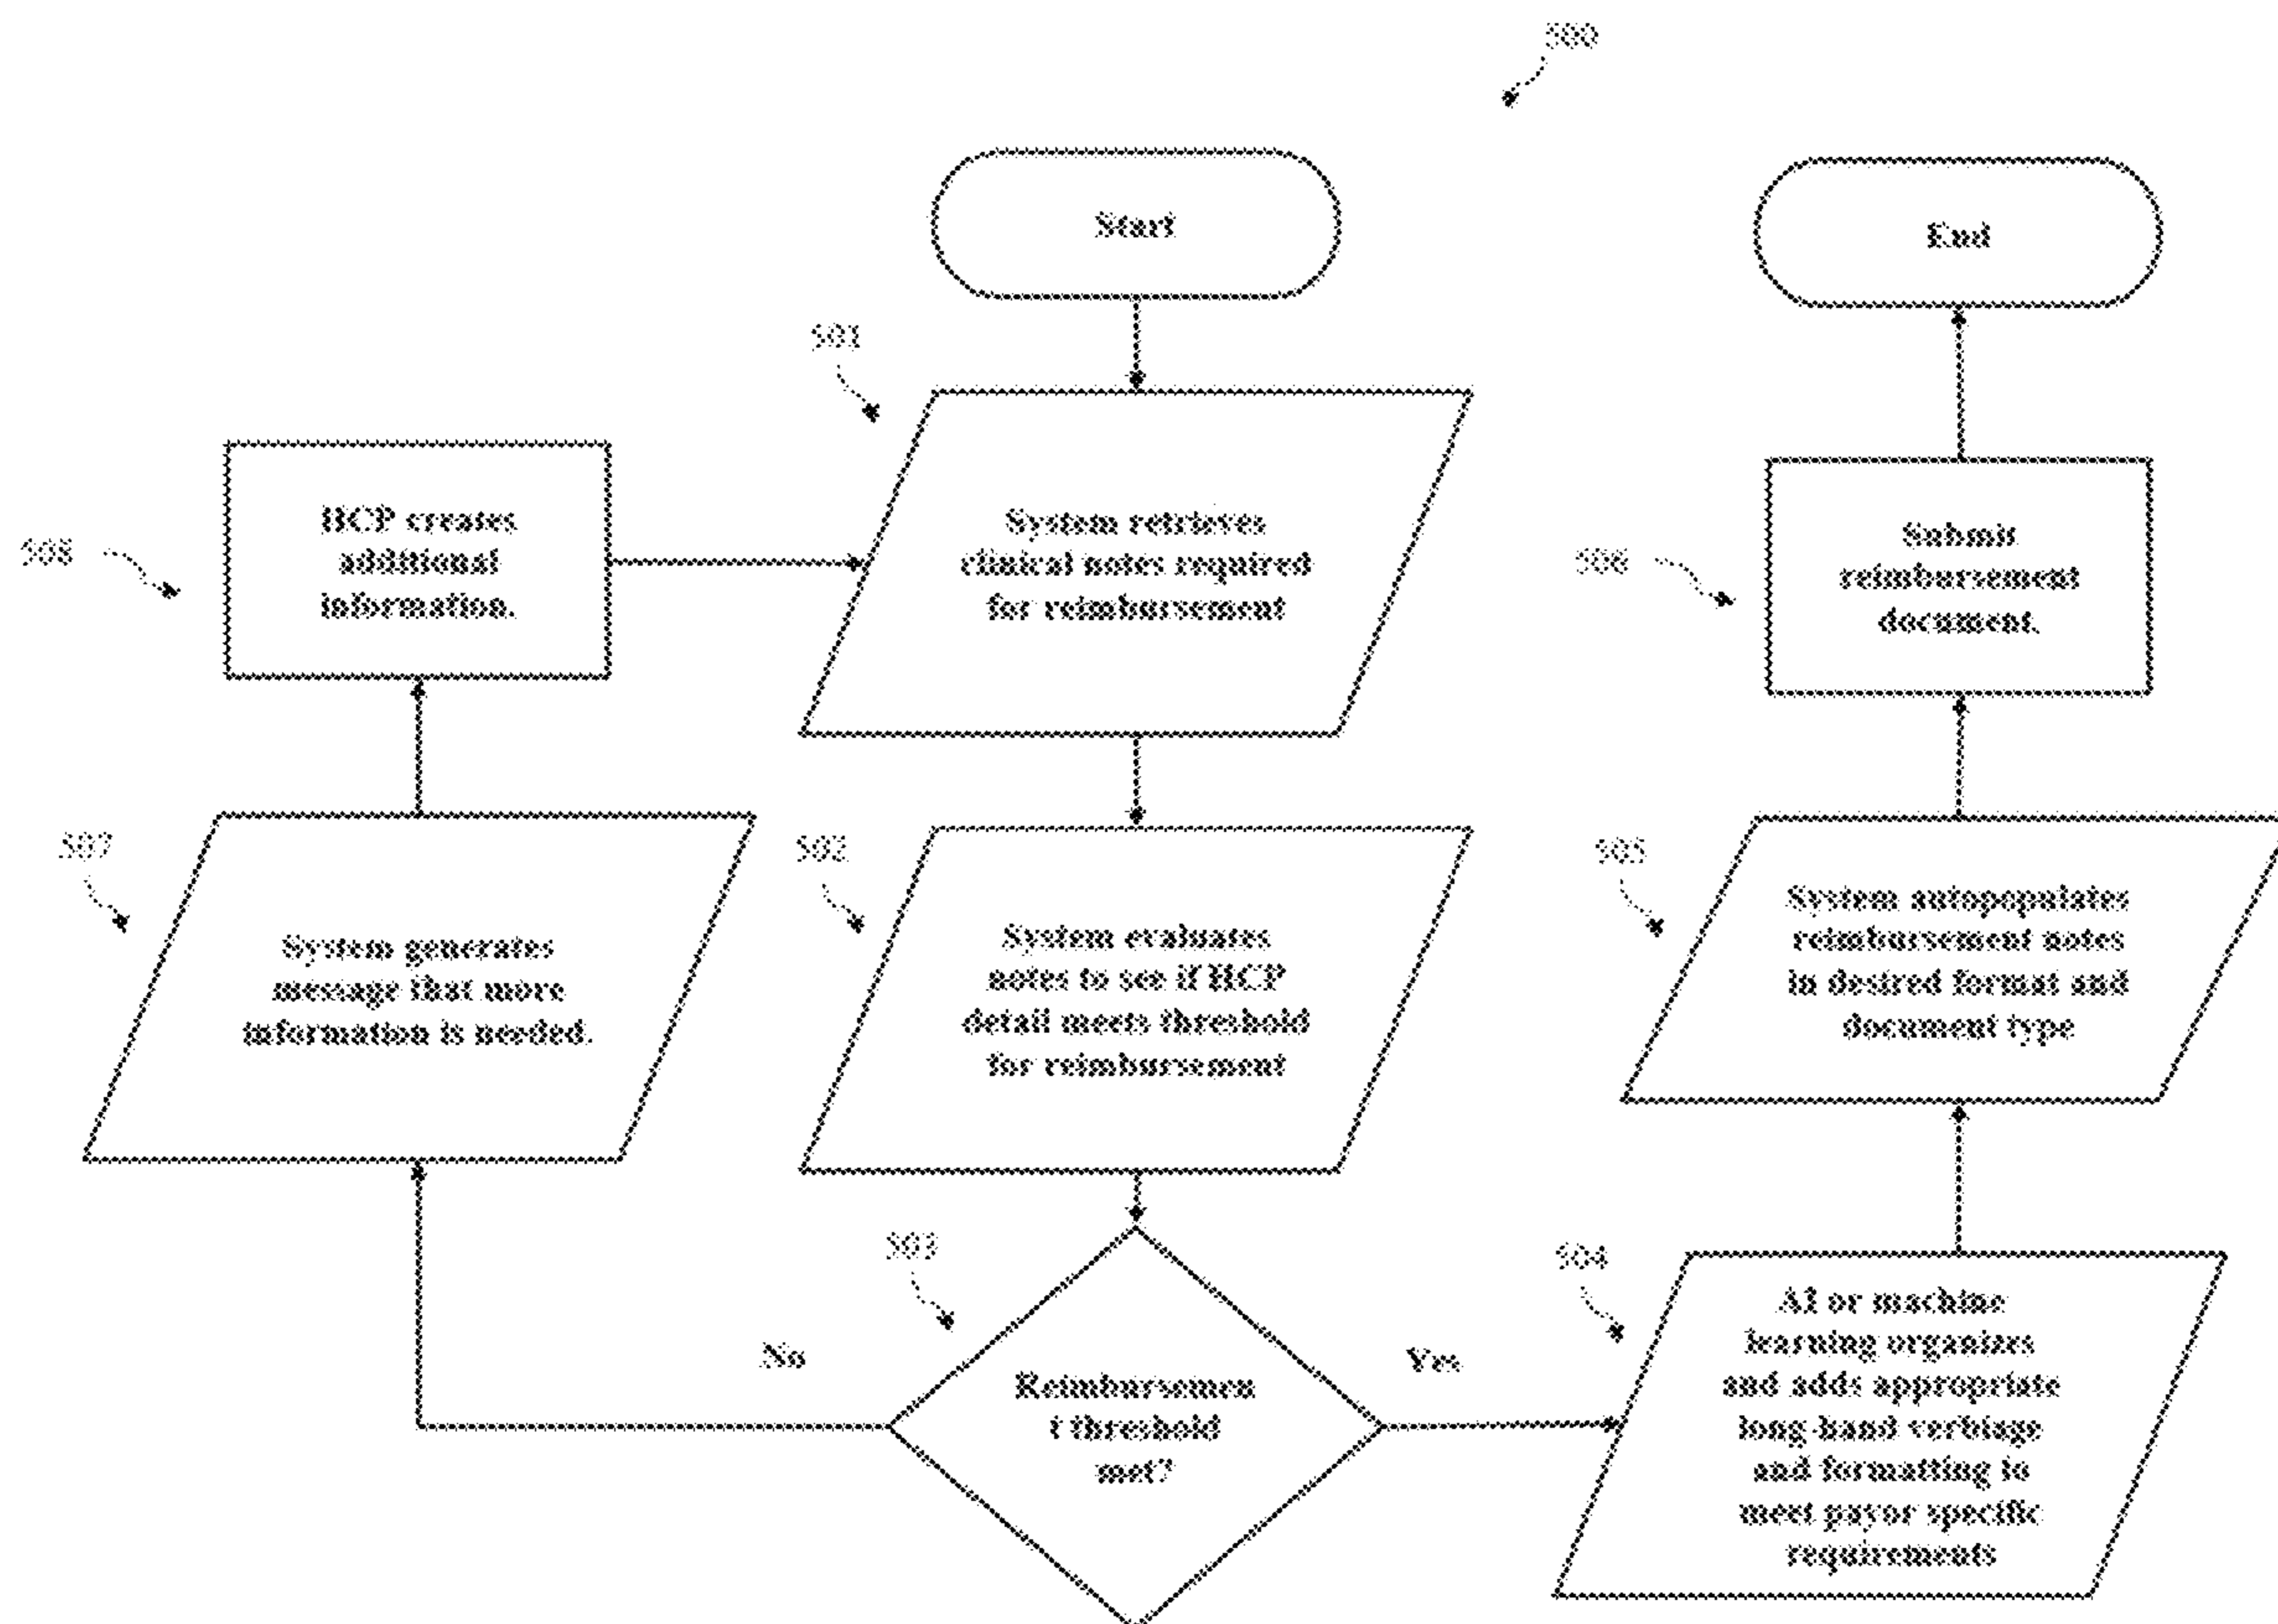 500
Start
End
501
System retrieves
clinical notes required
for reimbursement
HCP creates
additional
information.
508
Submit
reimbursement
document.
506
507
System generates
message that more
information is needed.
502
System evaluates
notes to see if HCP
detail meets threshold
for reimbursement
505
System autopopulates
reimbursement notes
in desired format and
document type
503
Reimbursemen
t threshold
met?
No
Yes
504
AI or machine
learning organizes
and adds appropriate
long-hand verbiage
and formatting to
meet payor specific
requirements